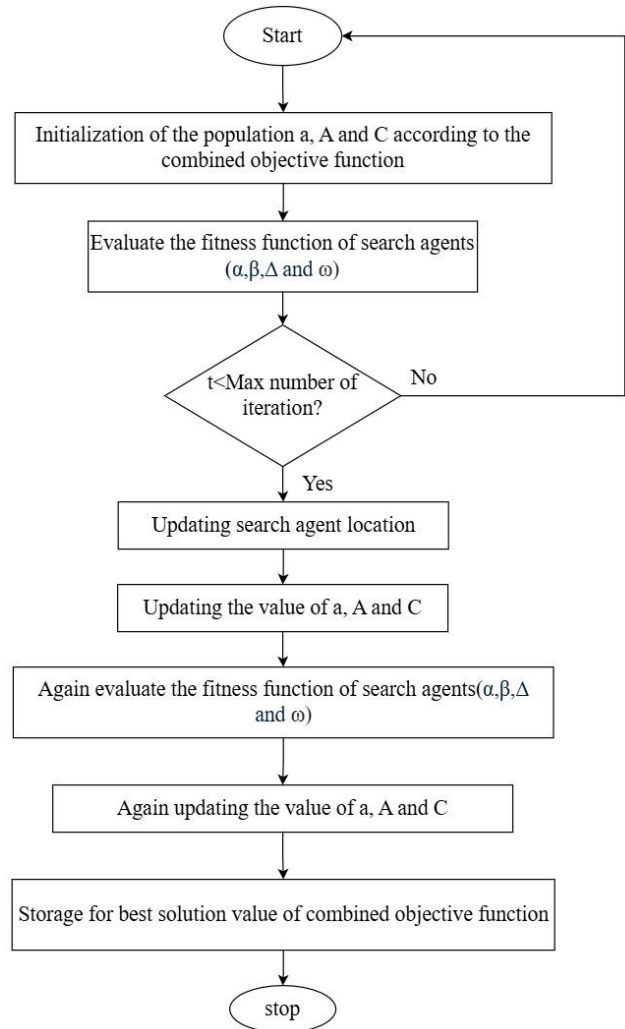 Start
Initialization of the population a, A and C according to the
combined objective function
Evaluate the fitness function of search agents
(α,β,Δ and ω)
t<Max number of
iteration?
No
Yes
Updating search agent location
Updating the value of a, A and C
Again evaluate the fitness function of search agents(α,β,Δ
and ω)
Again updating the value of a, A and C
Storage for best solution value of combined objective function
stop